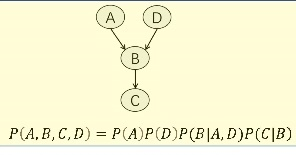 A D
B
C
P(A,B,C,D) = P(A)P(D)P(B|A,D)P(C|B)